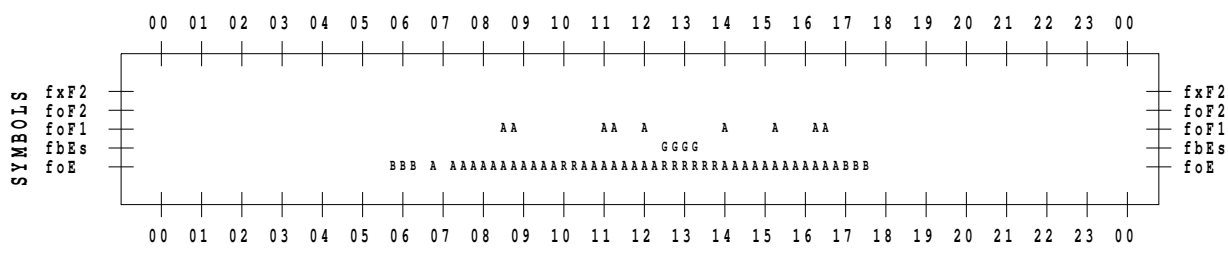 00 01 02 03 04 05 06 07 08 09 10 11 12 13 14 15 16 17 18 19 20 21 22 23 00
SYMBOLS
fxF2 fxF2
foF2 foF2
foF1 AA AA A A A AA foF1
fbEs GGGG fbEs
foE BBB A AAAAAAAAAAARRAAAAAAAARRRRRRAAAAAAAAAAAABBB foE
00 01 02 03 04 05 06 07 08 09 10 11 12 13 14 15 16 17 18 19 20 21 22 23 00